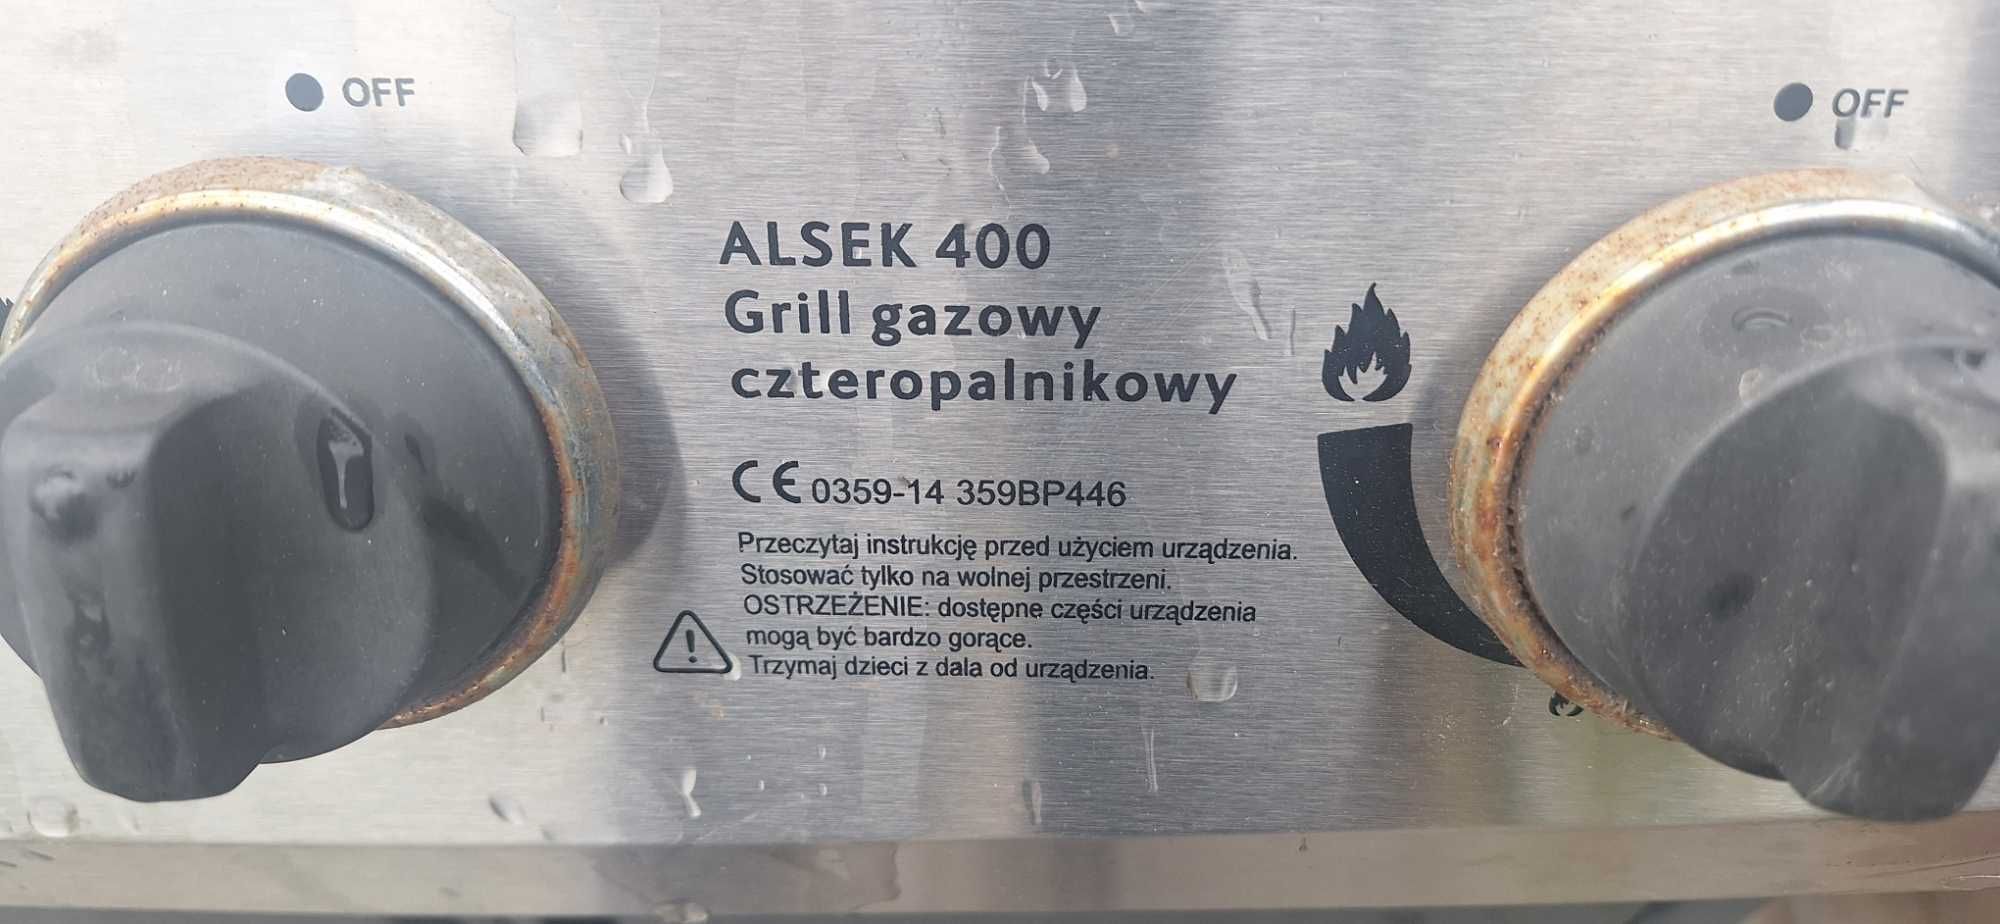 OFF
OFF
ALSEK 400
Grill gazowy
czteropalnikowy
CE 0359-14 359BP446
Przeczytaj instrukcję przed użyciem urządzenia.
Stosować tylko na wolnej przestrzeni.
OSTRZEŻENIE: dostępne części urządzenia
mogą być bardzo gorące.
Trzymaj dzieci z dala od urządzenia.